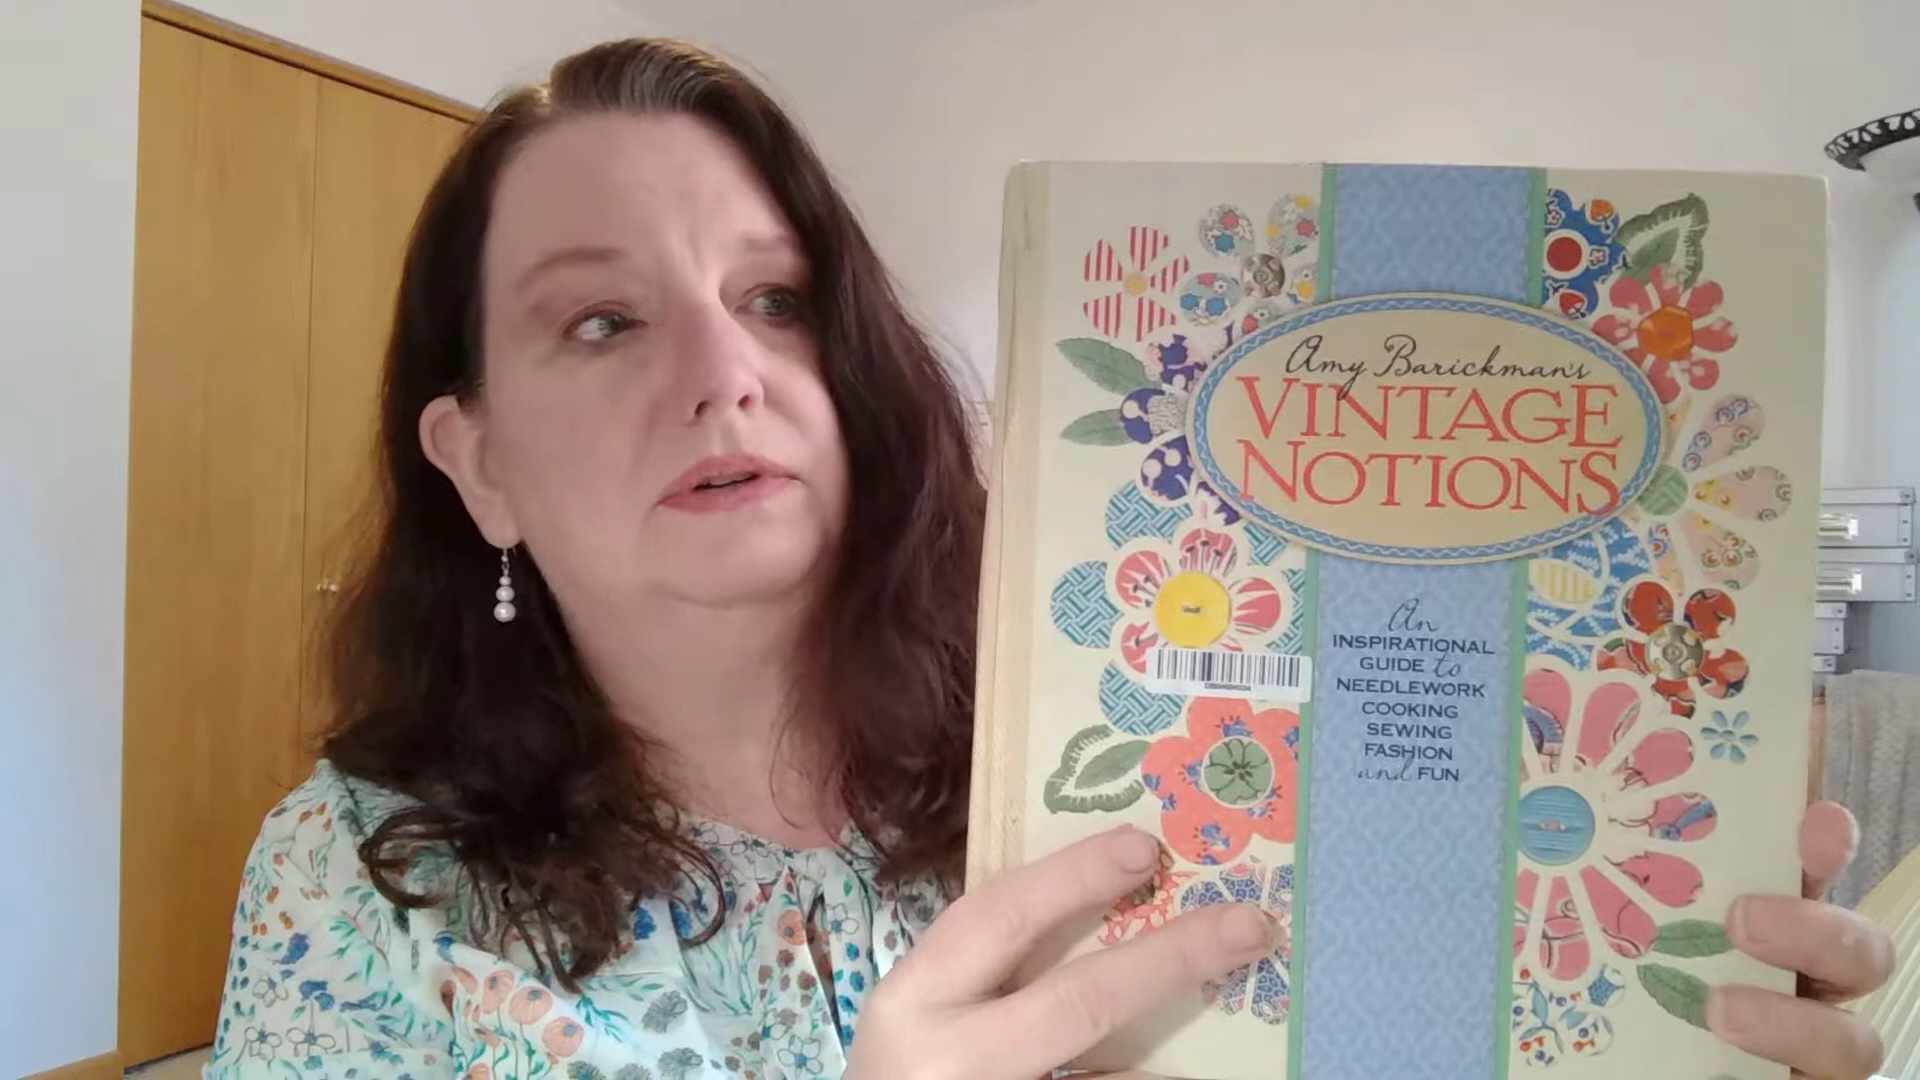 Amy Barickman's
VINTAGE
NOTIONS
An
INSPIRATIONAL
GUIDE to
NEEDLEWORK
COOKING
SEWING
FASHION
and FUN